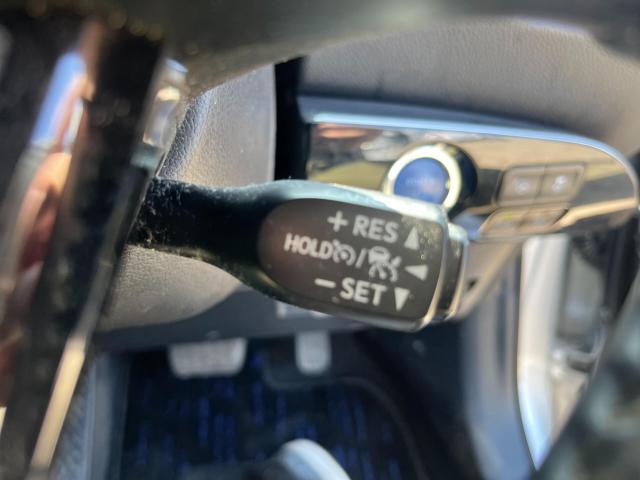 + RES
HOLD /
− SET